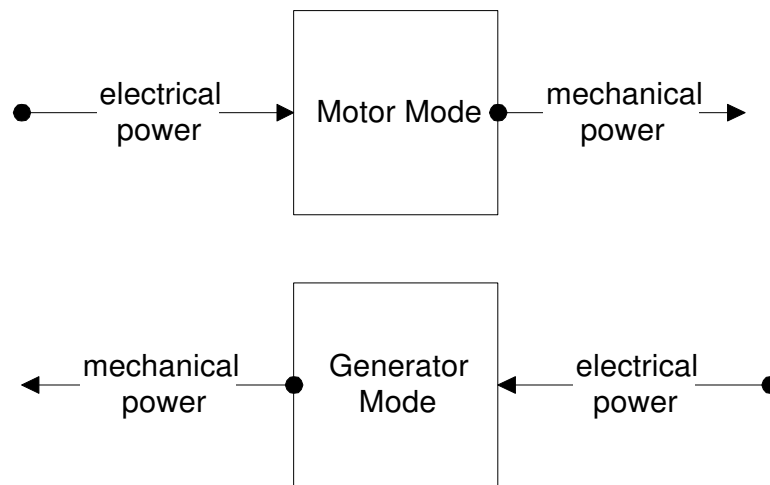 electrical
power
Motor Mode
mechanical
power
mechanical
power
Generator
Mode
electrical
power